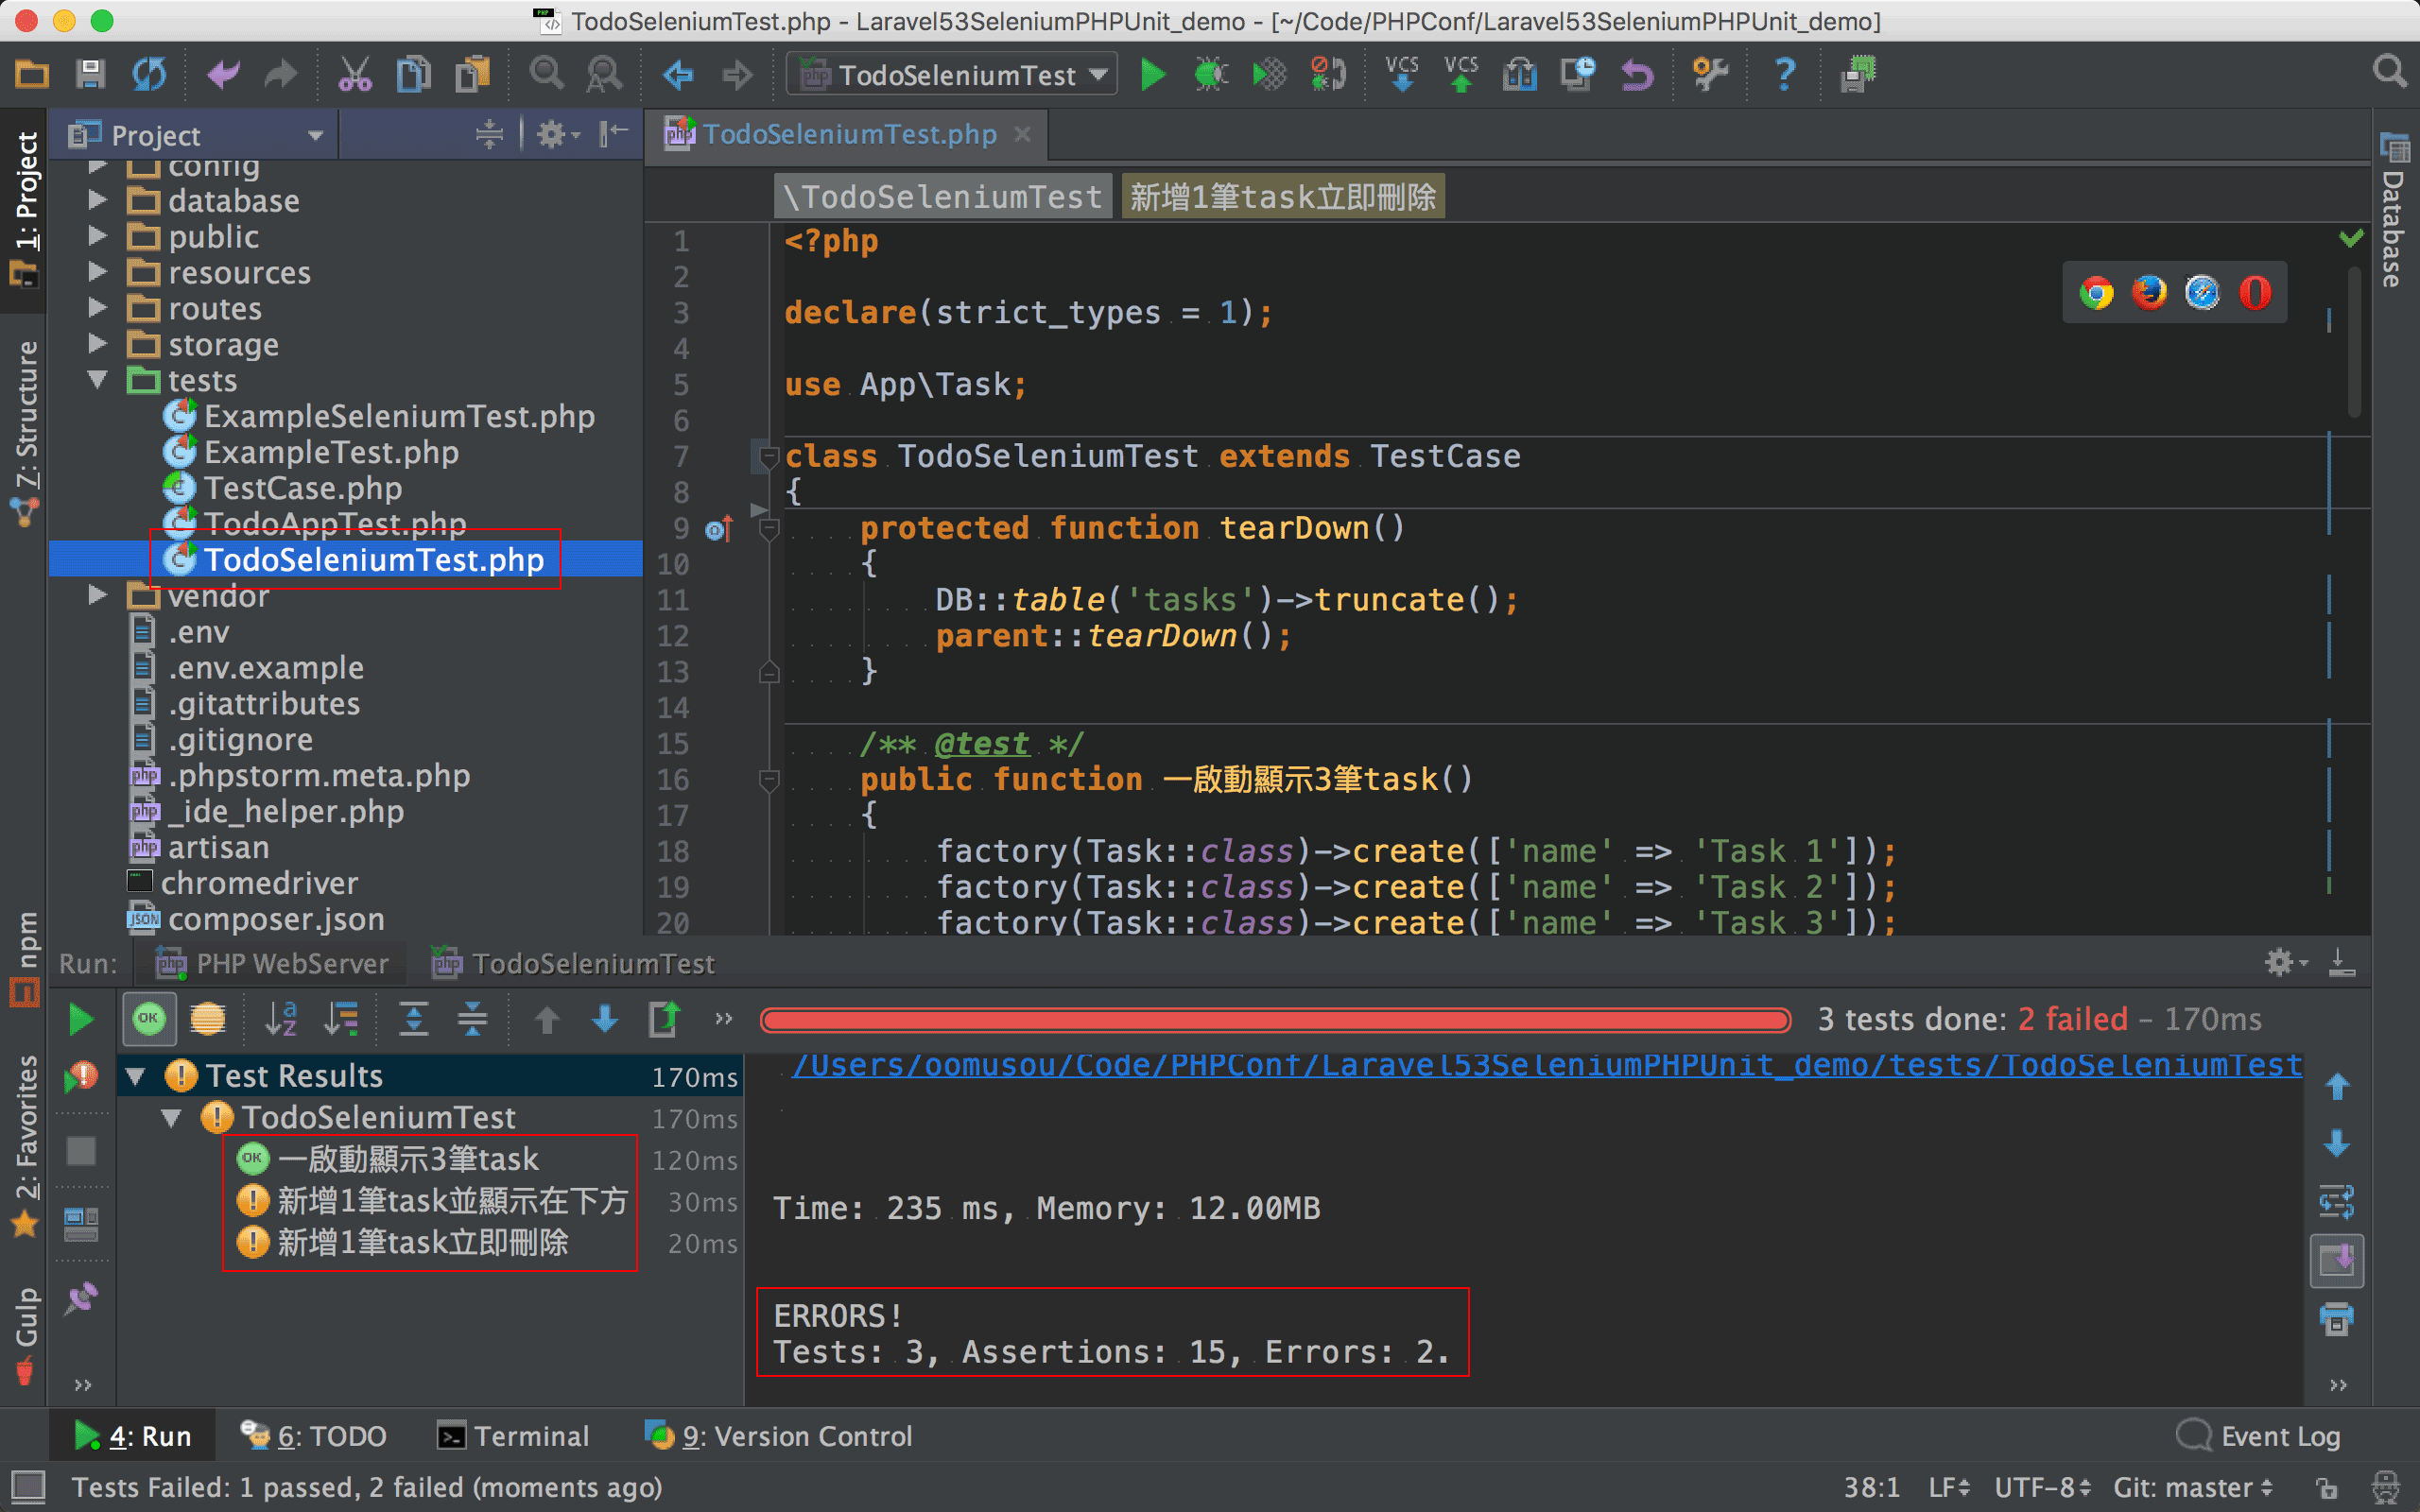 TodoSeleniumTest.php - Laravel53SeleniumPHPUnit_demo - [~/Code/PHPConf/Laravel53SeleniumPHPUnit_demo]
TodoSeleniumTest
VCS
VCS
1: Project
7: Structure
npm
2: Favorites
Gulp
Project
config
database
public
resources
routes
storage
tests
ExampleSeleniumTest.php
ExampleTest.php
TestCase.php
TodoAppTest.php
TodoSeleniumTest.php
vendor
.env
.env.example
.gitattributes
.gitignore
.phpstorm.meta.php
_ide_helper.php
artisan
chromedriver
composer.json
TodoSeleniumTest.php
\TodoSeleniumTest 新增1筆task立即刪除
1 <?php
2
3 declare(strict_types = 1);
4
5 use App\Task;
6
7 class TodoSeleniumTest extends TestCase
8 {
9 protected function tearDown()
10 {
11 DB::table('tasks')->truncate();
12 parent::tearDown();
13 }
14
15 /** @test */
16 public function 一啟動顯示3筆task()
17 {
18 factory(Task::class)->create(['name' => 'Task 1']);
19 factory(Task::class)->create(['name' => 'Task 2']);
20 factory(Task::class)->create(['name' => 'Task 3']);
Database
Run: PHP WebServer TodoSeleniumTest
3 tests done: 2 failed – 170ms
Test Results 170ms
TodoSeleniumTest 170ms
OK 一啟動顯示3筆task 120ms
新增1筆task並顯示在下方 30ms
新增1筆task立即刪除 20ms
/Users/oomusou/Code/PHPConf/Laravel53SeleniumPHPUnit_demo/tests/TodoSeleniumTest
Time: 235 ms, Memory: 12.00MB
ERRORS!
Tests: 3, Assertions: 15, Errors: 2.
4: Run 6: TODO Terminal 9: Version Control Event Log
Tests Failed: 1 passed, 2 failed (moments ago) 38:1 LF UTF-8 Git: master